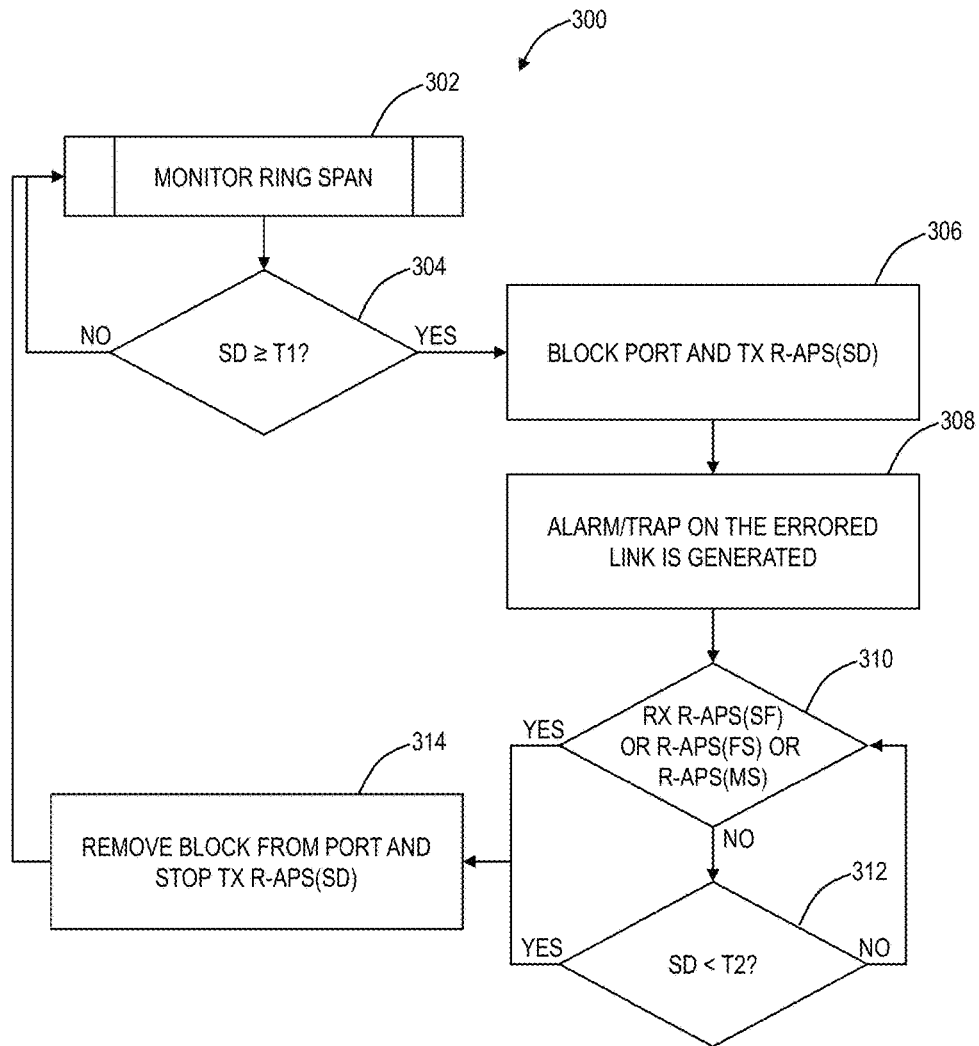 300
302
MONITOR RING SPAN
304
NO
SD ≥ T1?
YES
306
BLOCK PORT AND TX R-APS(SD)
308
ALARM/TRAP ON THE ERRORED
LINK IS GENERATED
310
YES
RX R-APS(SF)
OR R-APS(FS) OR
R-APS(MS)
NO
312
YES
SD < T2?
NO
314
REMOVE BLOCK FROM PORT AND
STOP TX R-APS(SD)